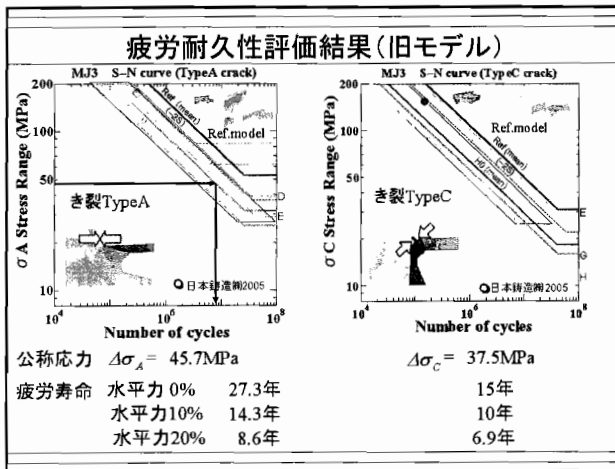 疲労耐久性評価結果(旧モデル)
MJ3 S–N curve (TypeA crack)
σ A Stress Range (MPa)
200
100
50
10
Ref (mean)
(-2S)
Ref.model
D
E
き裂TypeA
日本鋳造㈱2005
10⁴
10⁶
10⁸
Number of cycles
MJ3 S–N curve (TypeC crack)
σ C Stress Range (MPa)
200
100
50
10
Ref (mean)
(-2S)
Ref.model
E
G
H
き裂TypeC
日本鋳造㈱2005
10⁴
10⁶
10⁸
Number of cycles
公称応力 Δσ_A = 45.7MPa Δσ_C = 37.5MPa
疲労寿命 水平力0% 27.3年 15年
水平力10% 14.3年 10年
水平力20% 8.6年 6.9年